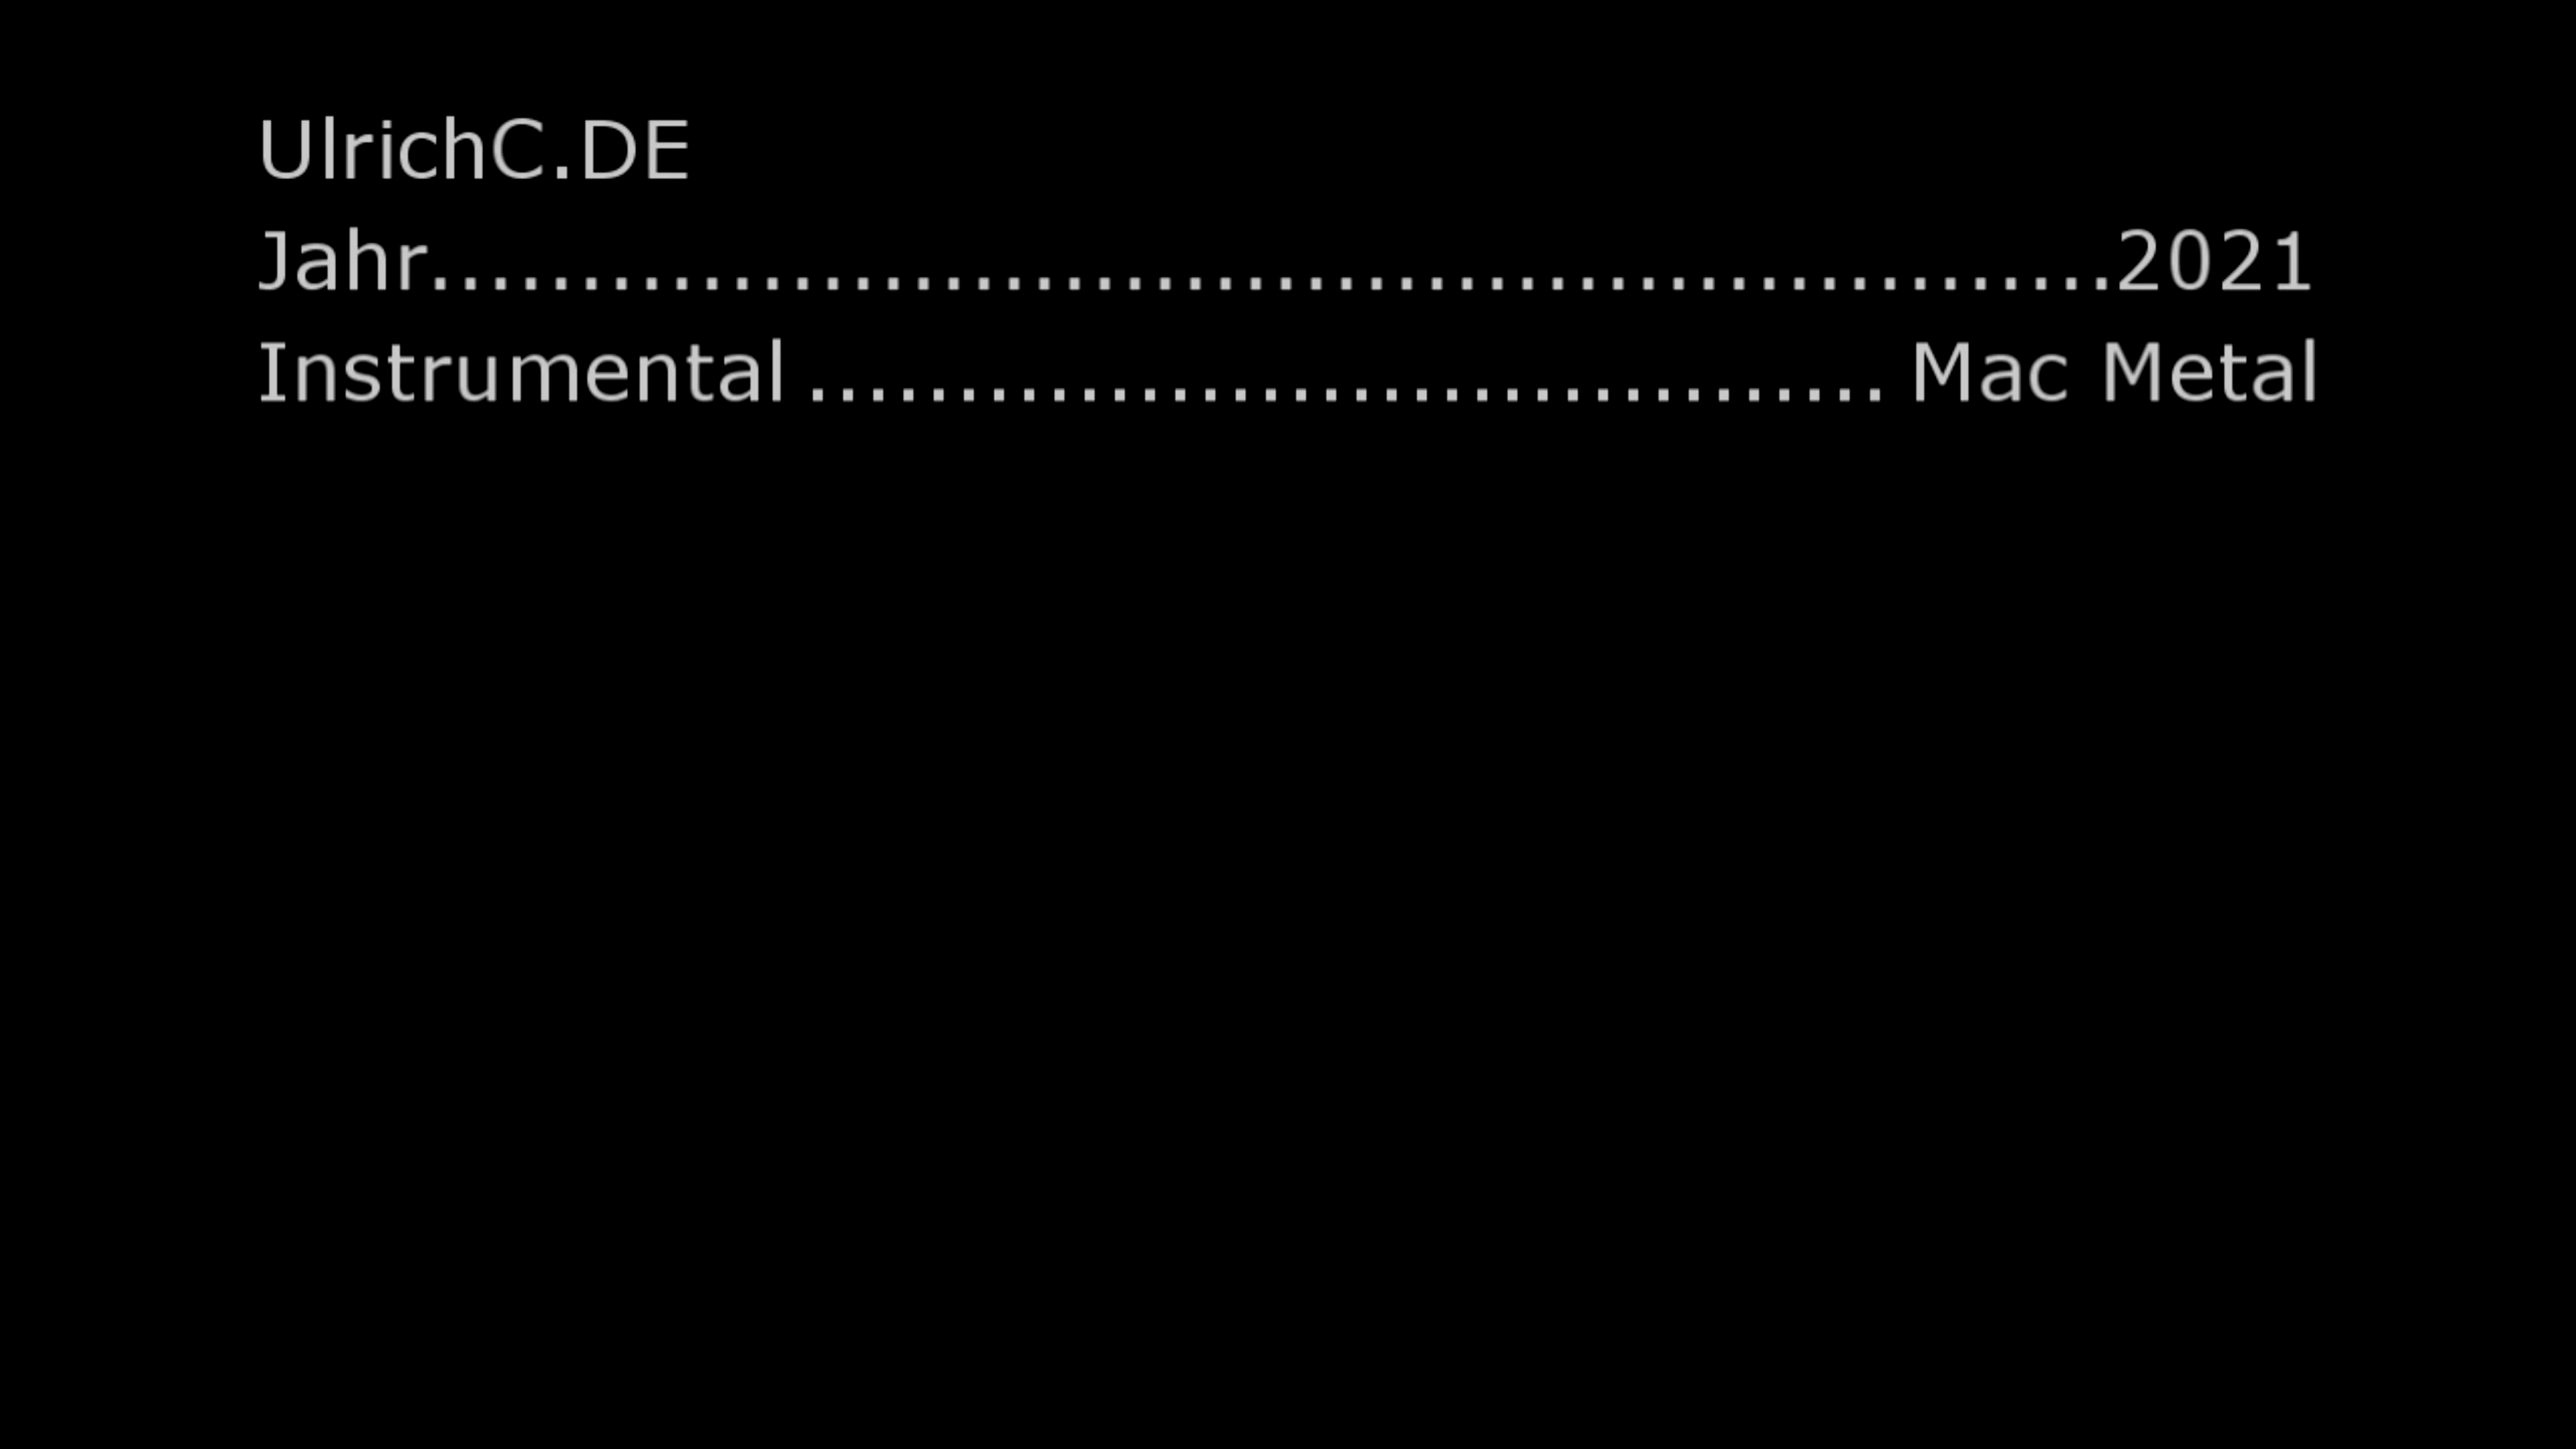 UlrichC.DE
Jahr........................................................2021
Instrumental .................................... Mac Metal